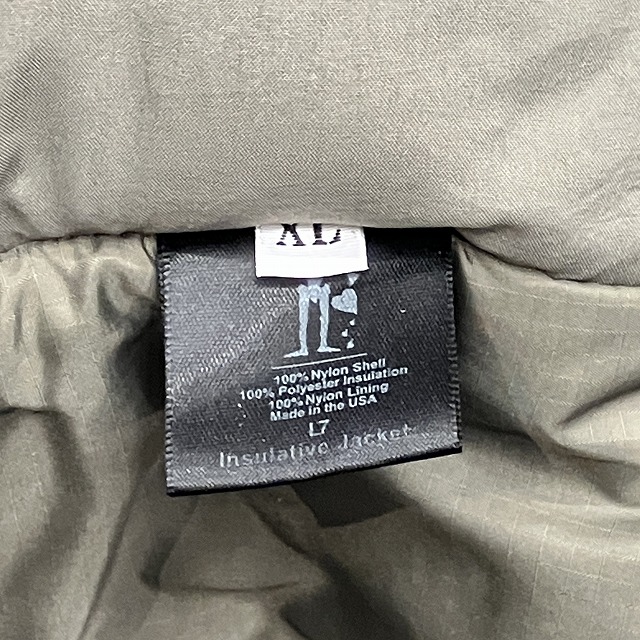 XL
100% Nylon Shell
100% Polyester Insulation
100% Nylon Lining
Made in the USA
L7
Insulative Jacket